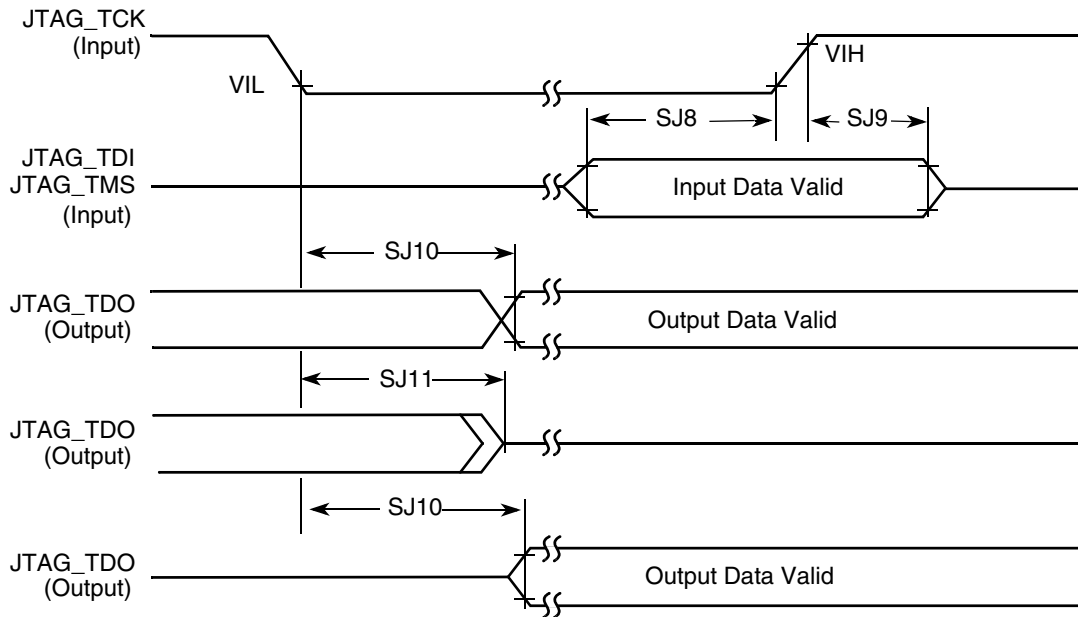 JTAG_TCK
(Input)
VIL
VIH
SJ8
SJ9
JTAG_TDI
JTAG_TMS
(Input)
Input Data Valid
SJ10
JTAG_TDO
(Output)
Output Data Valid
SJ11
JTAG_TDO
(Output)
SJ10
JTAG_TDO
(Output)
Output Data Valid